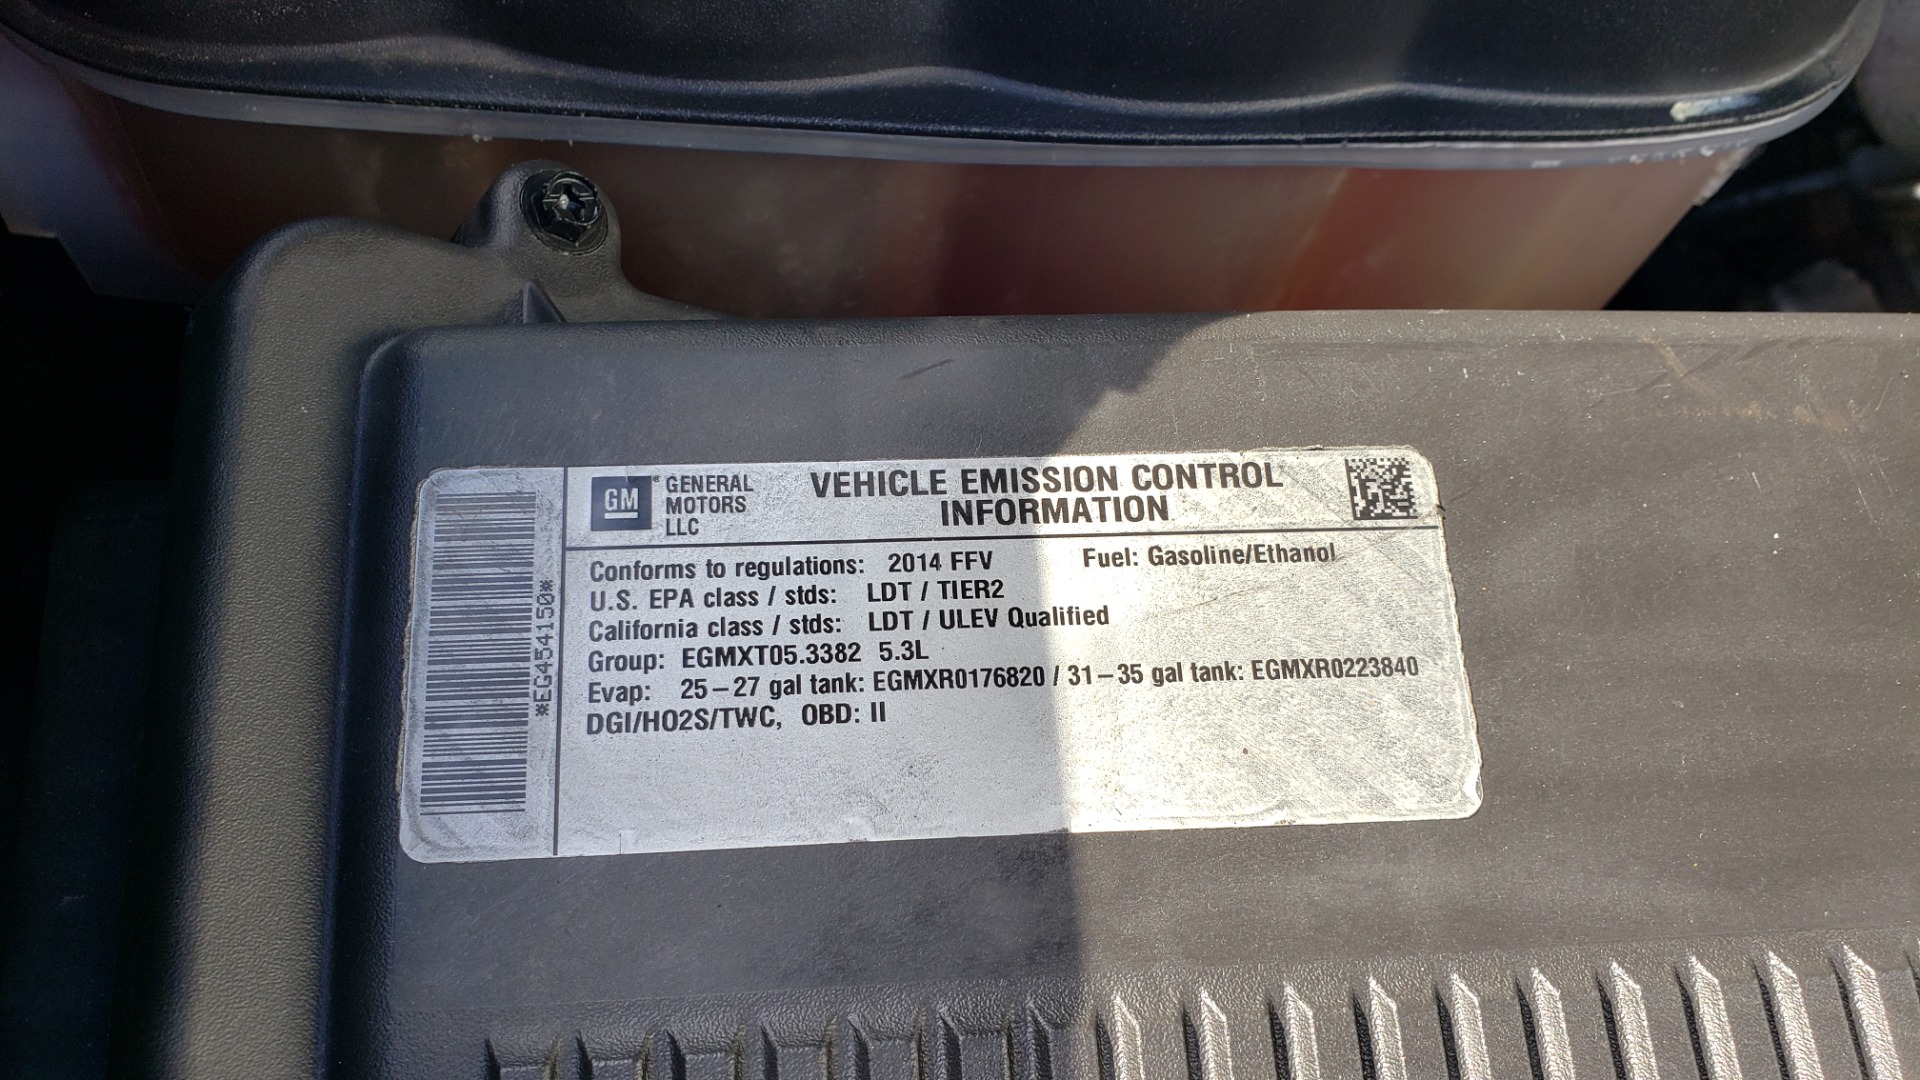 GM® GENERAL
MOTORS
LLC
VEHICLE EMISSION CONTROL
INFORMATION
Conforms to regulations: 2014 FFV Fuel: Gasoline/Ethanol
U.S. EPA class / stds: LDT / TIER2
California class / stds: LDT / ULEV Qualified
Group: EGMXT05.3382 5.3L
Evap: 25–27 gal tank: EGMXR0176820 / 31–35 gal tank: EGMXR0223840
DGI/HO2S/TWC, OBD: II
*EG454150*